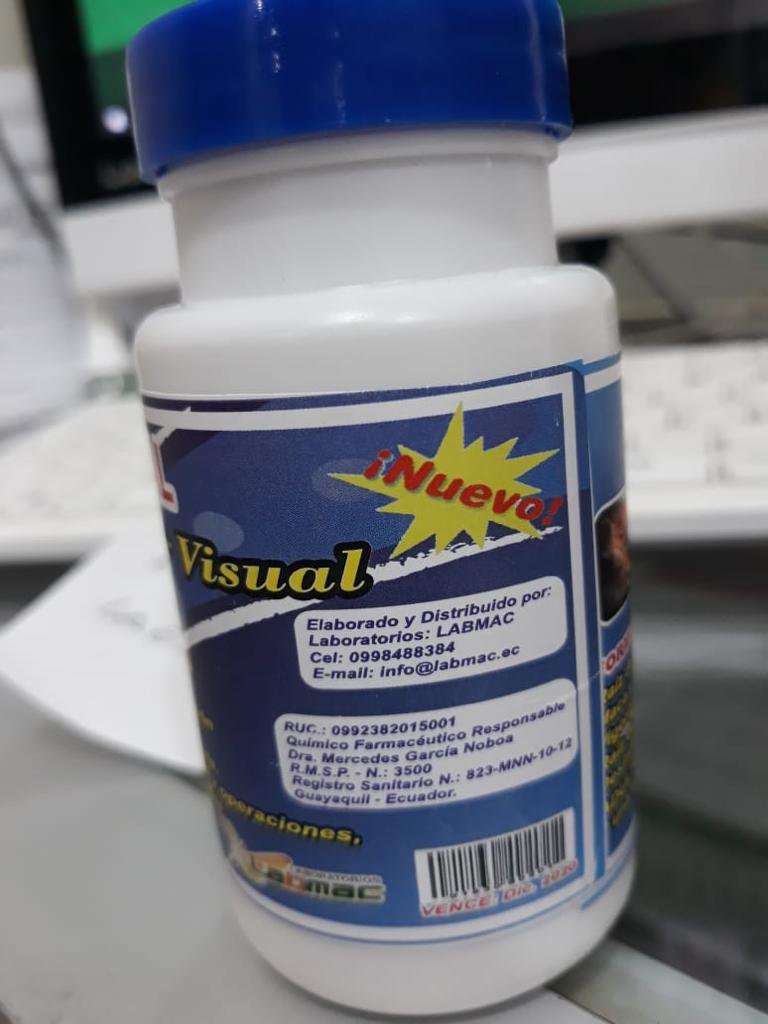 ¡Nuevo!
Visual
Elaborado y Distribuido por:
Laboratorios: LABMAC
Cel: 0998488384
E-mail: info@labmac.ec
RUC.: 0992382015001
Químico Farmacéutico Responsable
Dra. Mercedes García Noboa
R.M.S.P. - N.: 3500
Registro Sanitario N.: 823-MNN-10-12
Guayaquil - Ecuador.
operaciones,
LABORATORIOS
Labmac
VENCE: Dic. 2020